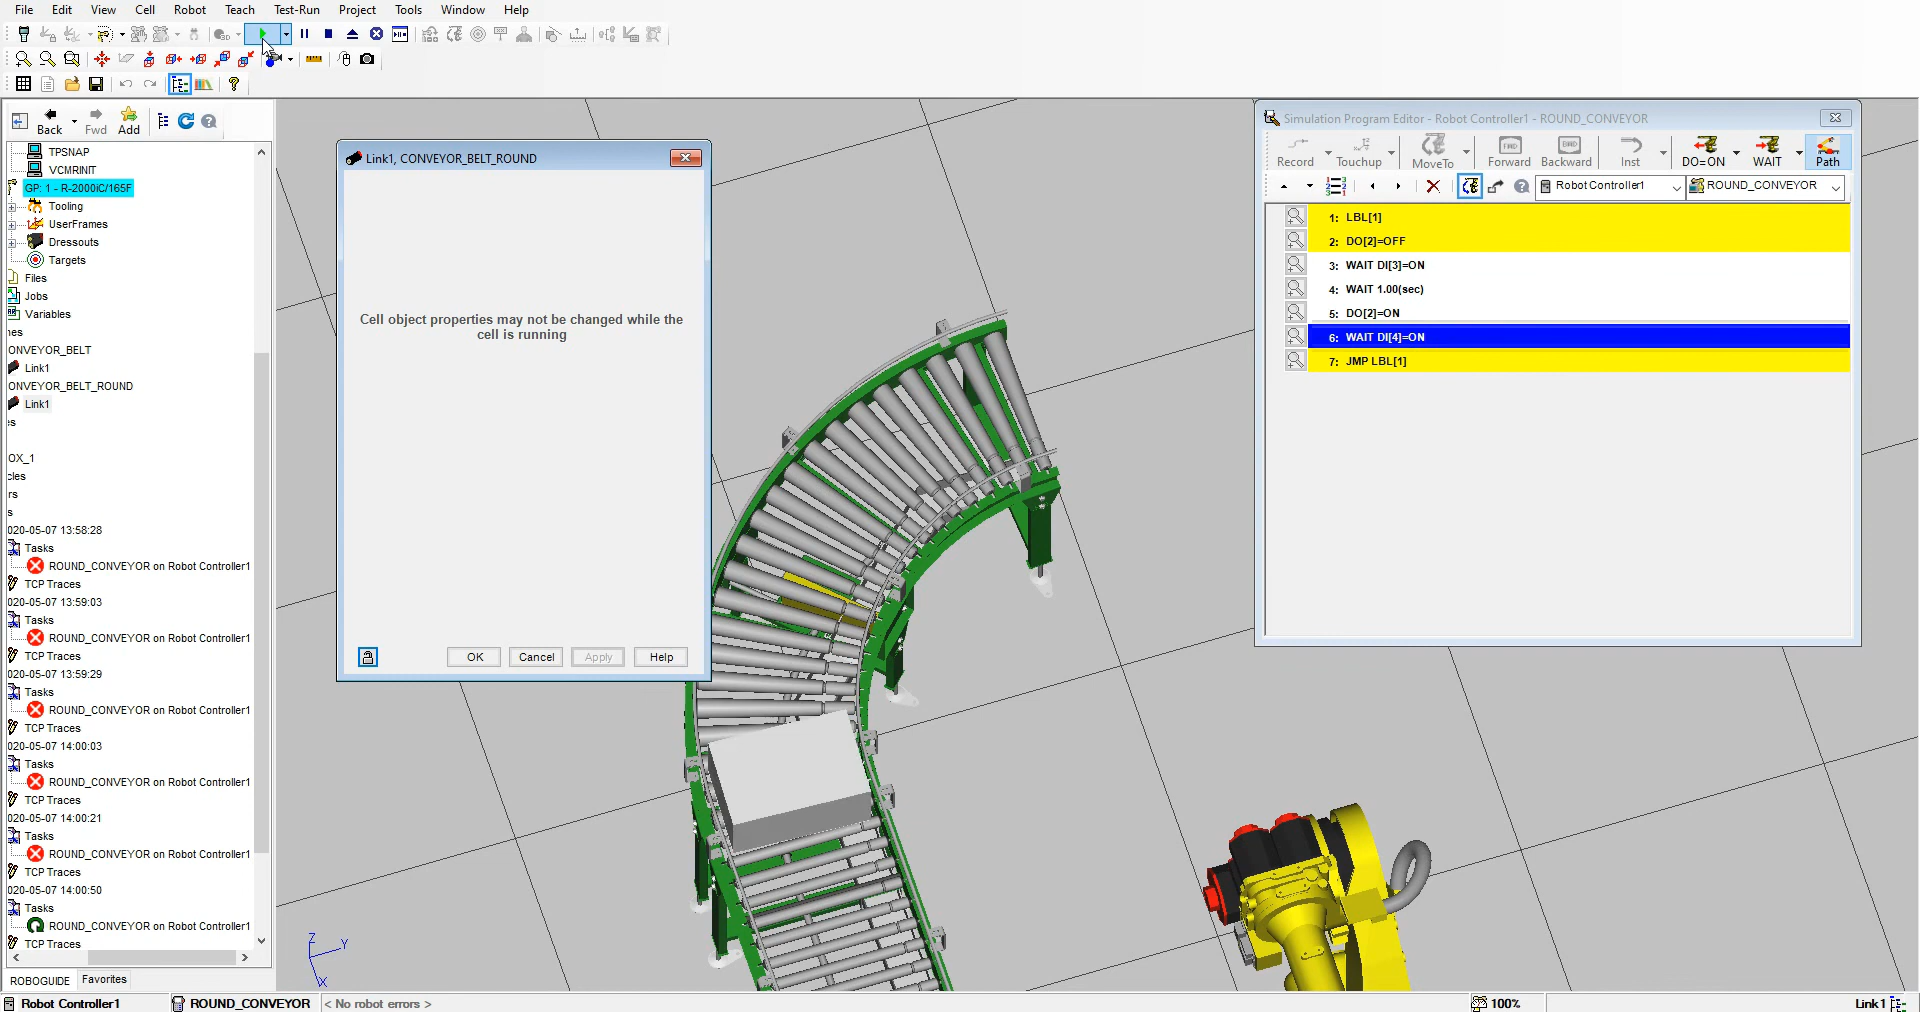 File Edit View Cell Robot Teach Test-Run Project Tools Window Help
Back Fwd Add
TPSNAP
VCMRINIT
GP: 1 - R-2000iC/165F
Tooling
UserFrames
Dressouts
Targets
Files
Jobs
Variables
nes
ONVEYOR_BELT
Link1
ONVEYOR_BELT_ROUND
Link1
es
OX_1
cles
rs
s
020-05-07 13:58:28
Tasks
ROUND_CONVEYOR on Robot Controller1
TCP Traces
020-05-07 13:59:03
Tasks
ROUND_CONVEYOR on Robot Controller1
TCP Traces
020-05-07 13:59:29
Tasks
ROUND_CONVEYOR on Robot Controller1
TCP Traces
020-05-07 14:00:03
Tasks
ROUND_CONVEYOR on Robot Controller1
TCP Traces
020-05-07 14:00:21
Tasks
ROUND_CONVEYOR on Robot Controller1
TCP Traces
020-05-07 14:00:50
Tasks
ROUND_CONVEYOR on Robot Controller1
TCP Traces
ROBOGUIDE Favorites
Link1, CONVEYOR_BELT_ROUND
Cell object properties may not be changed while the
cell is running
OK Cancel Apply Help
Z
Y
X
Simulation Program Editor - Robot Controller1 - ROUND_CONVEYOR
Record Touchup MoveTo Forward Backward Inst DO=ON WAIT Path
Robot Controller1 ROUND_CONVEYOR
1: LBL[1]
2: DO[2]=OFF
3: WAIT DI[3]=ON
4: WAIT 1.00(sec)
5: DO[2]=ON
6: WAIT DI[4]=ON
7: JMP LBL[1]
Robot Controller1 ROUND_CONVEYOR < No robot errors > 100% Link1